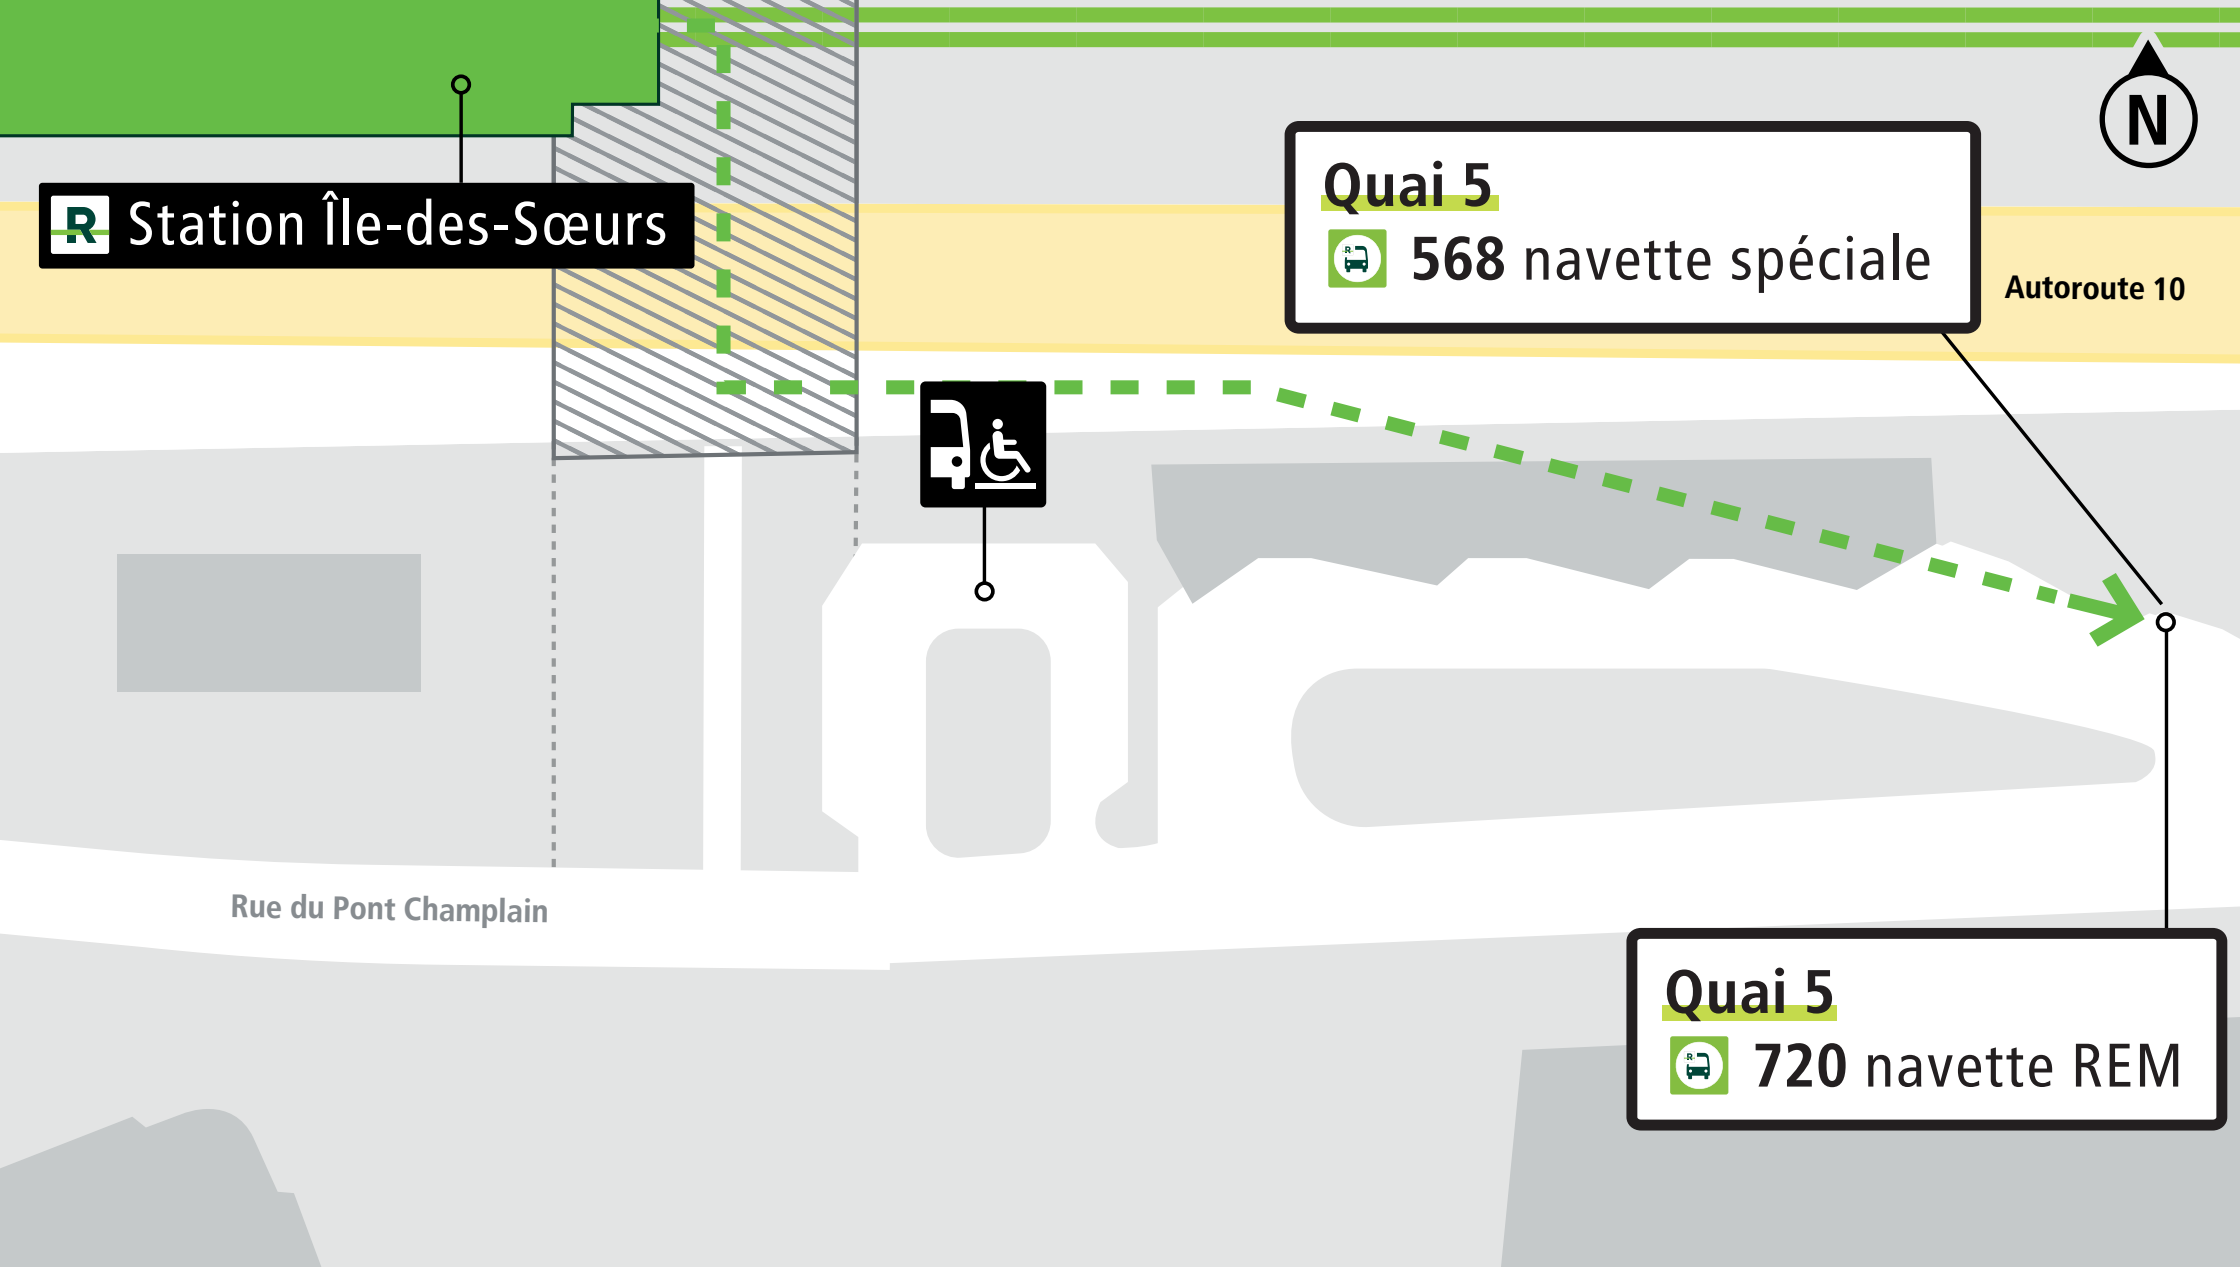 N
Quai 5
568 navette spéciale
R Station Île-des-Sœurs
Autoroute 10
Rue du Pont Champlain
Quai 5
720 navette REM